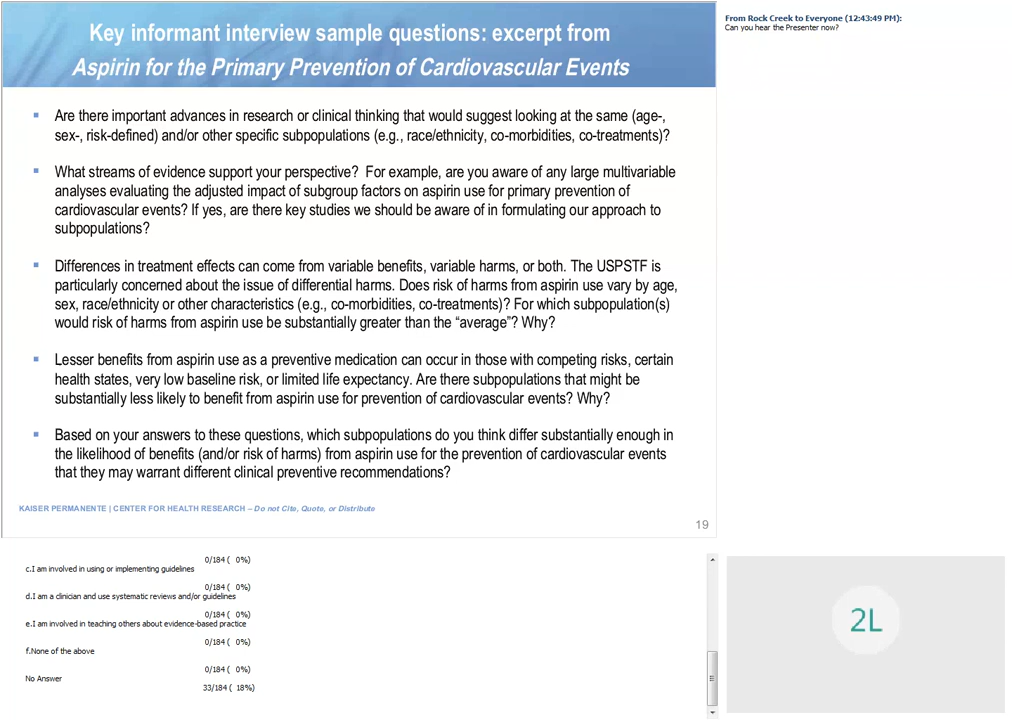 Key informant interview sample questions: excerpt from
Aspirin for the Primary Prevention of Cardiovascular Events
Are there important advances in research or clinical thinking that would suggest looking at the same (age-,
sex-, risk-defined) and/or other specific subpopulations (e.g., race/ethnicity, co-morbidities, co-treatments)?
What streams of evidence support your perspective? For example, are you aware of any large multivariable
analyses evaluating the adjusted impact of subgroup factors on aspirin use for primary prevention of
cardiovascular events? If yes, are there key studies we should be aware of in formulating our approach to
subpopulations?
Differences in treatment effects can come from variable benefits, variable harms, or both. The USPSTF is
particularly concerned about the issue of differential harms. Does risk of harms from aspirin use vary by age,
sex, race/ethnicity or other characteristics (e.g., co-morbidities, co-treatments)? For which subpopulation(s)
would risk of harms from aspirin use be substantially greater than the “average”? Why?
Lesser benefits from aspirin use as a preventive medication can occur in those with competing risks, certain
health states, very low baseline risk, or limited life expectancy. Are there subpopulations that might be
substantially less likely to benefit from aspirin use for prevention of cardiovascular events? Why?
Based on your answers to these questions, which subpopulations do you think differ substantially enough in
the likelihood of benefits (and/or risk of harms) from aspirin use for the prevention of cardiovascular events
that they may warrant different clinical preventive recommendations?
KAISER PERMANENTE | CENTER FOR HEALTH RESEARCH – Do not Cite, Quote, or Distribute
19
From Rock Creek to Everyone (12:43:49 PM):
Can you hear the Presenter now?
0/184 ( 0%)
c.I am involved in using or implementing guidelines
0/184 ( 0%)
d.I am a clinician and use systematic reviews and/or guidelines
0/184 ( 0%)
e.I am involved in teaching others about evidence-based practice
0/184 ( 0%)
f.None of the above
0/184 ( 0%)
No Answer
33/184 ( 18%)
2L